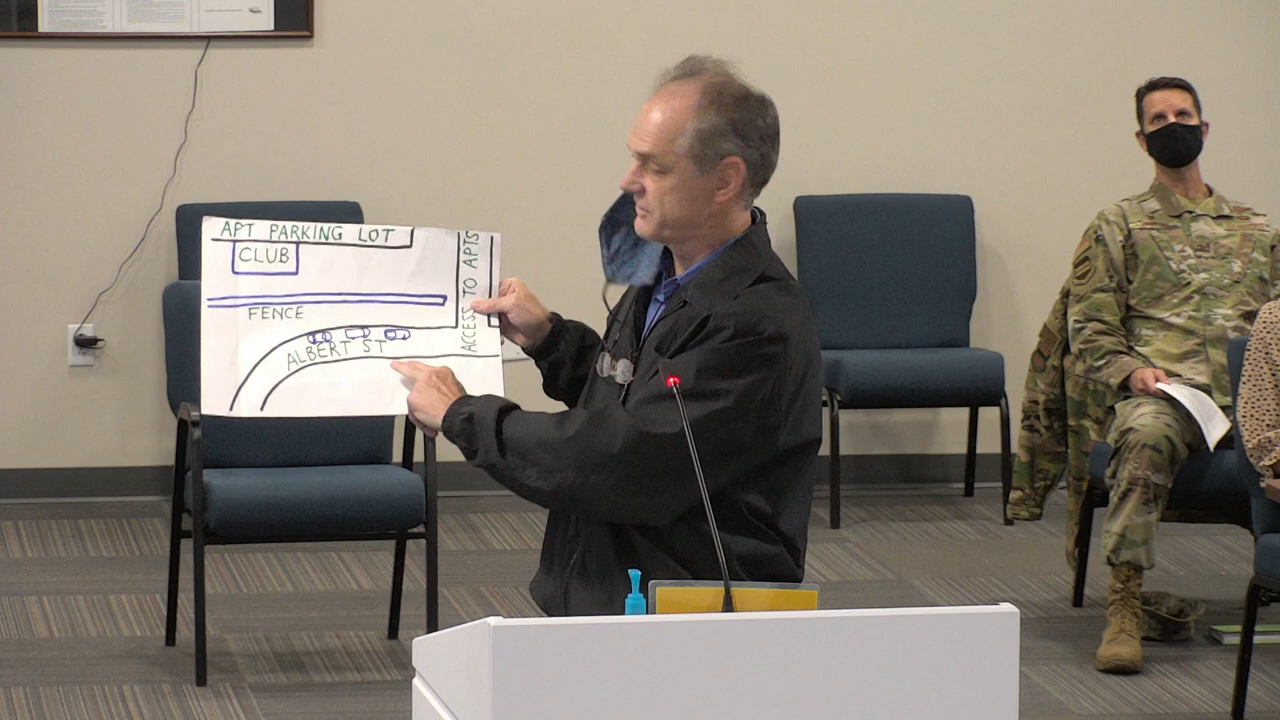 APT PARKING LOT
CLUB
FENCE
ALBERT ST
ACCESS TO APTS